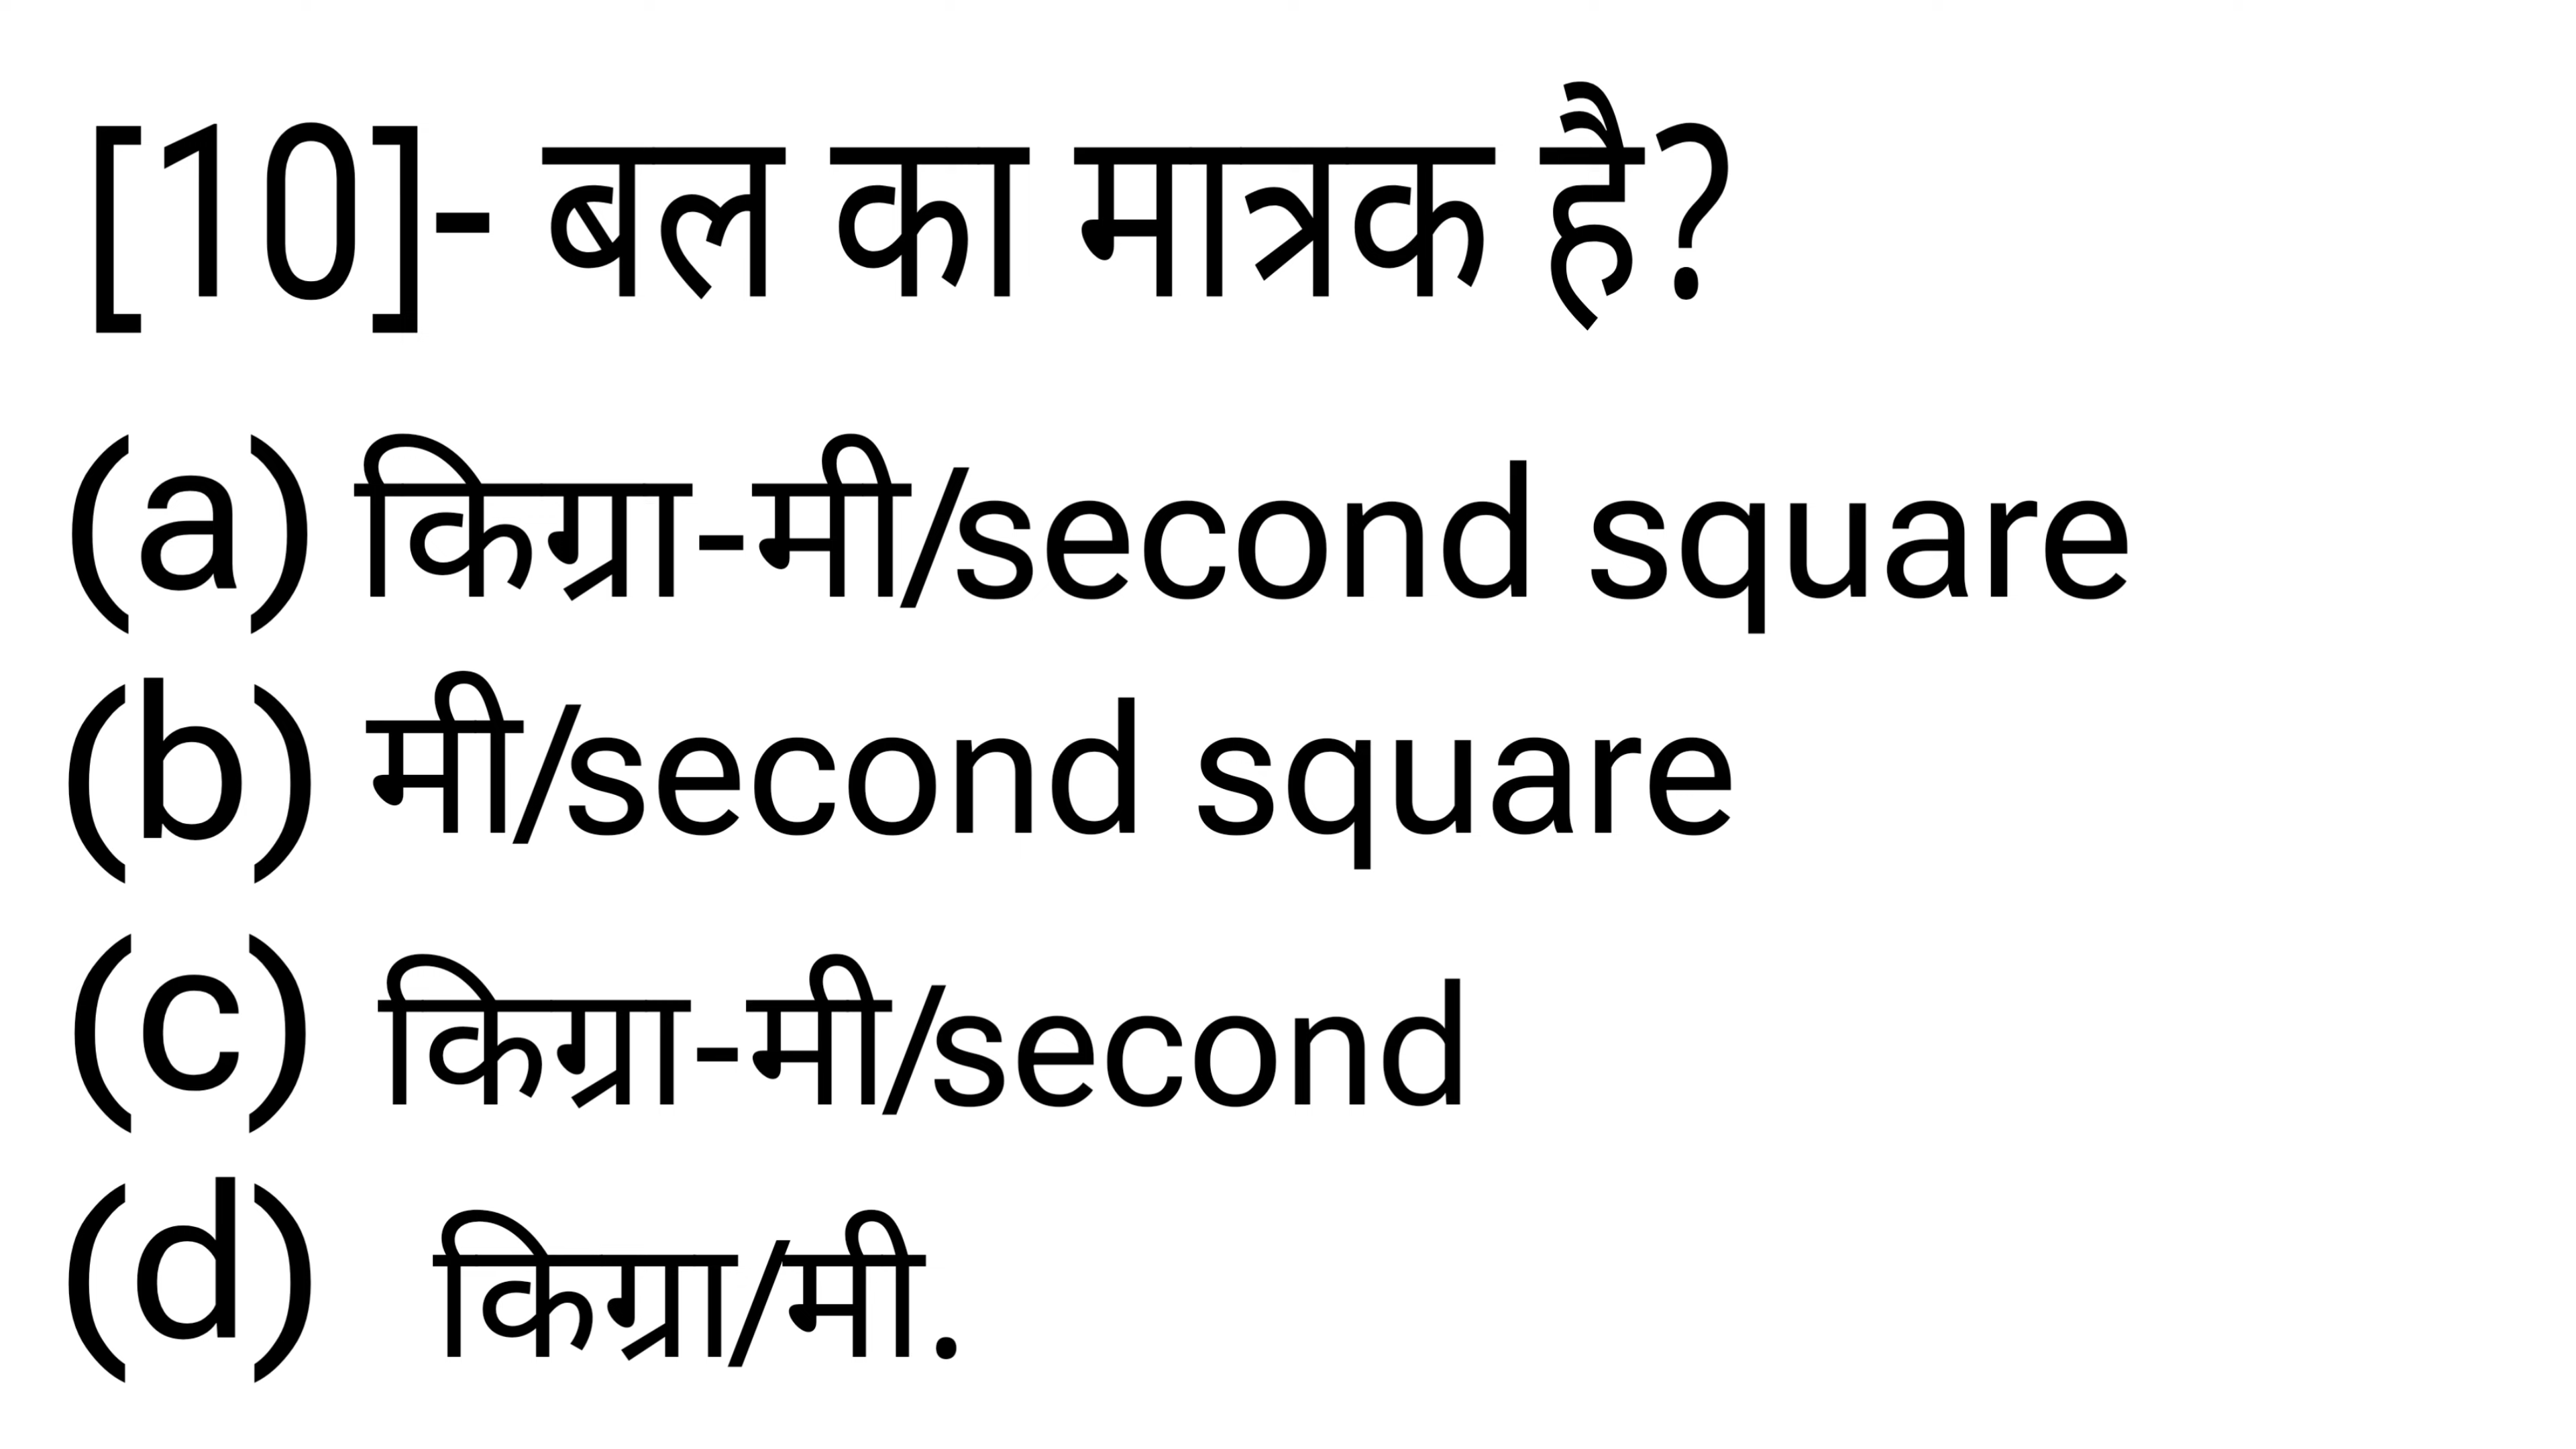 [10]- बल का मात्रक है?
(a) किग्रा-मी/second square
(b) मी/second square
(c) किग्रा-मी/second
(d) किग्रा/मी.